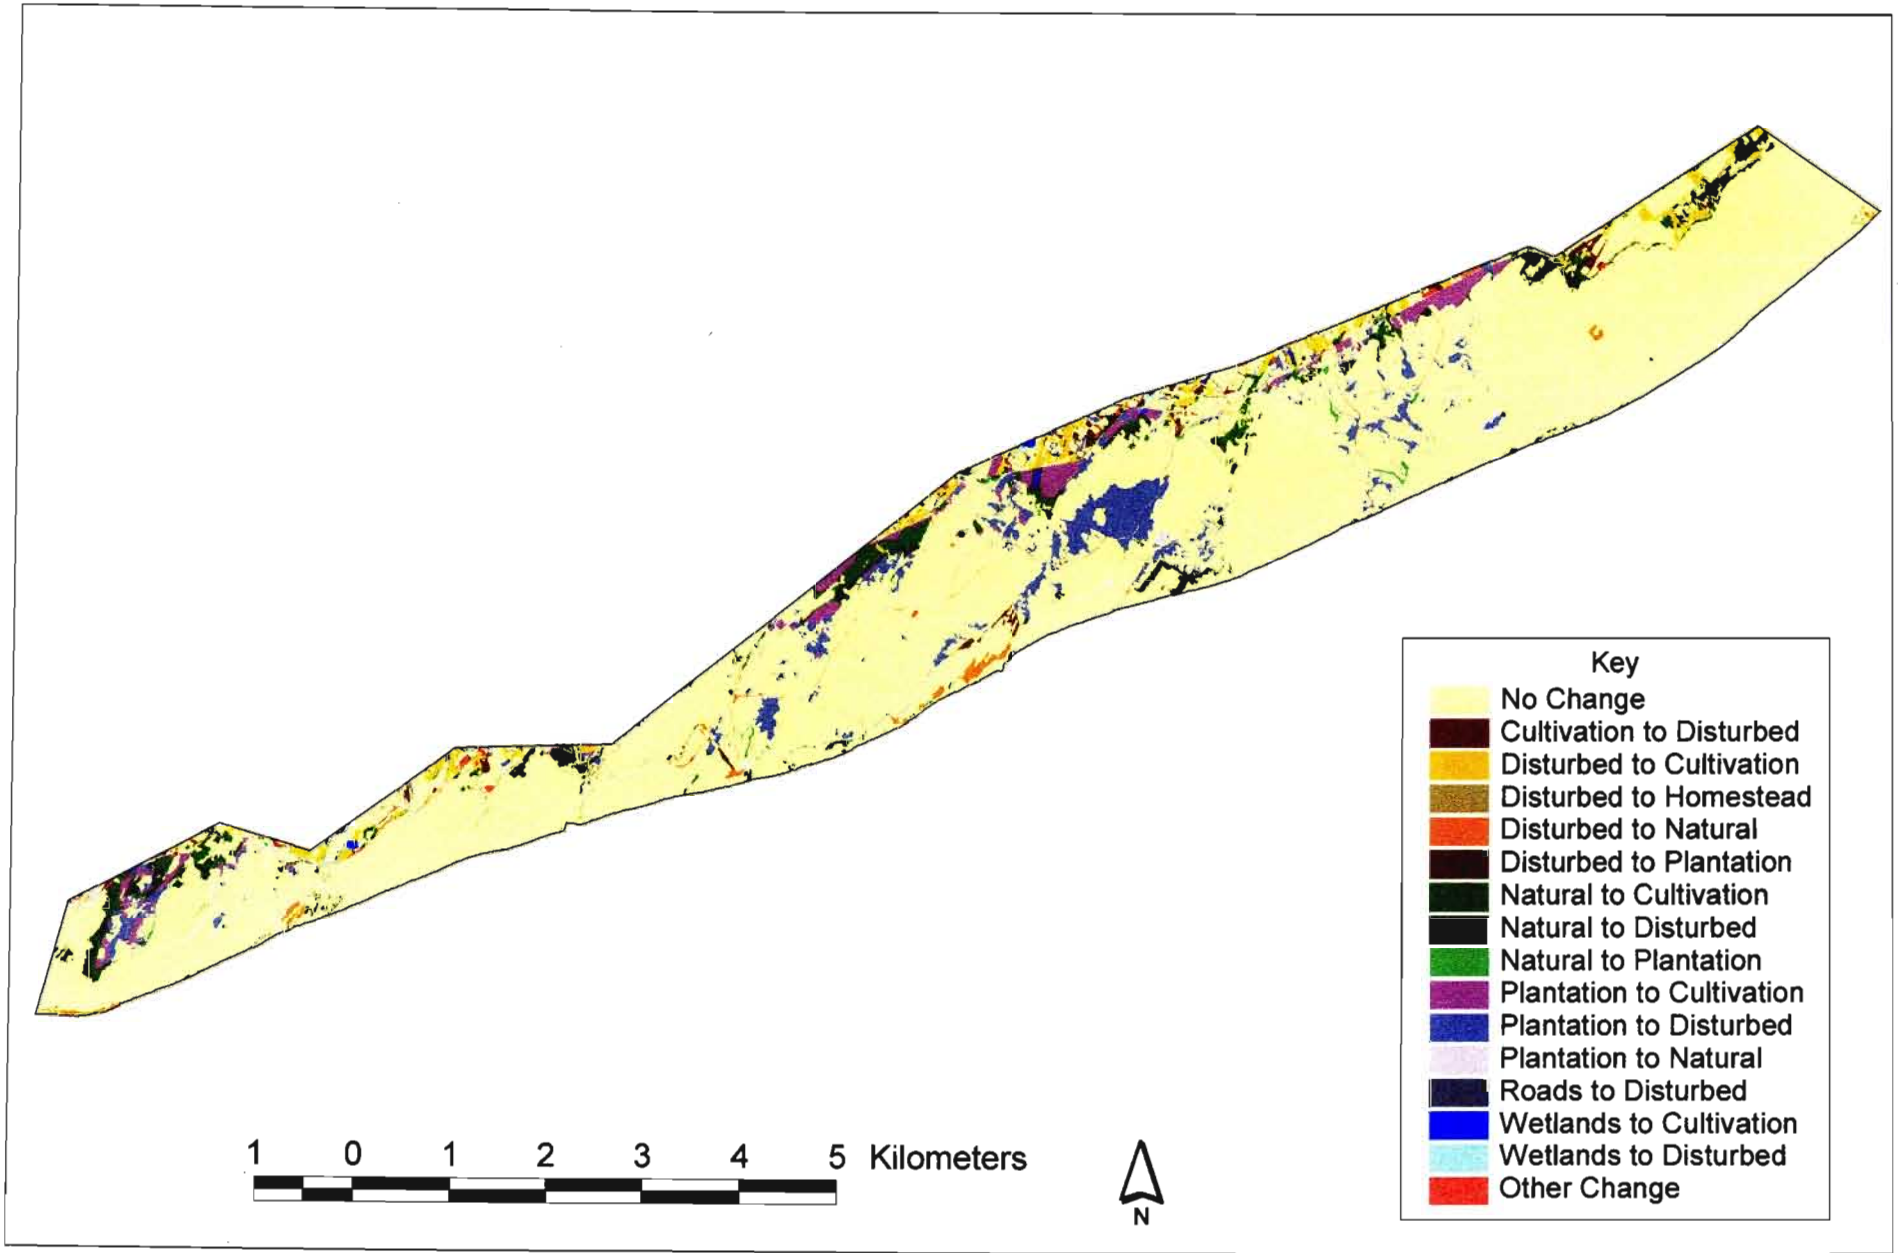 Key
No Change
Cultivation to Disturbed
Disturbed to Cultivation
Disturbed to Homestead
Disturbed to Natural
Disturbed to Plantation
Natural to Cultivation
Natural to Disturbed
Natural to Plantation
Plantation to Cultivation
Plantation to Disturbed
Plantation to Natural
Roads to Disturbed
Wetlands to Cultivation
Wetlands to Disturbed
Other Change
1 0 1 2 3 4 5 Kilometers
N